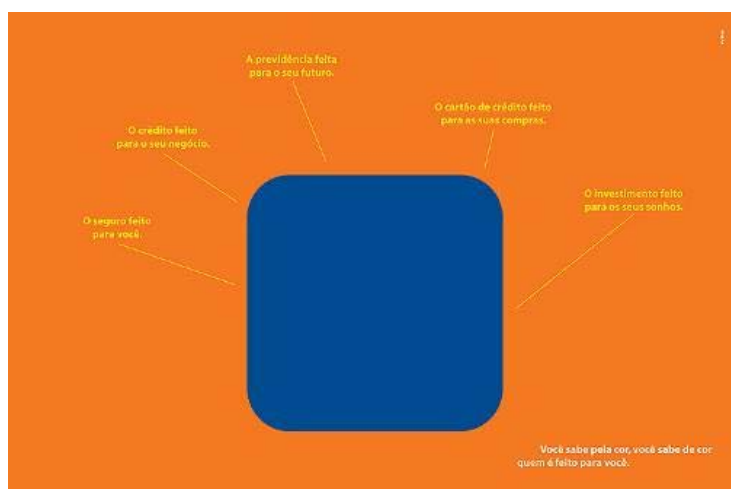 A previdência feita
para o seu futuro.
O cartão de crédito feito
para as suas compras.
O crédito feito
para o seu negócio.
O investimento feito
para os seus sonhos.
O seguro feito
para você.
Você sabe pela cor, você sabe de cor
quem é feito para você.